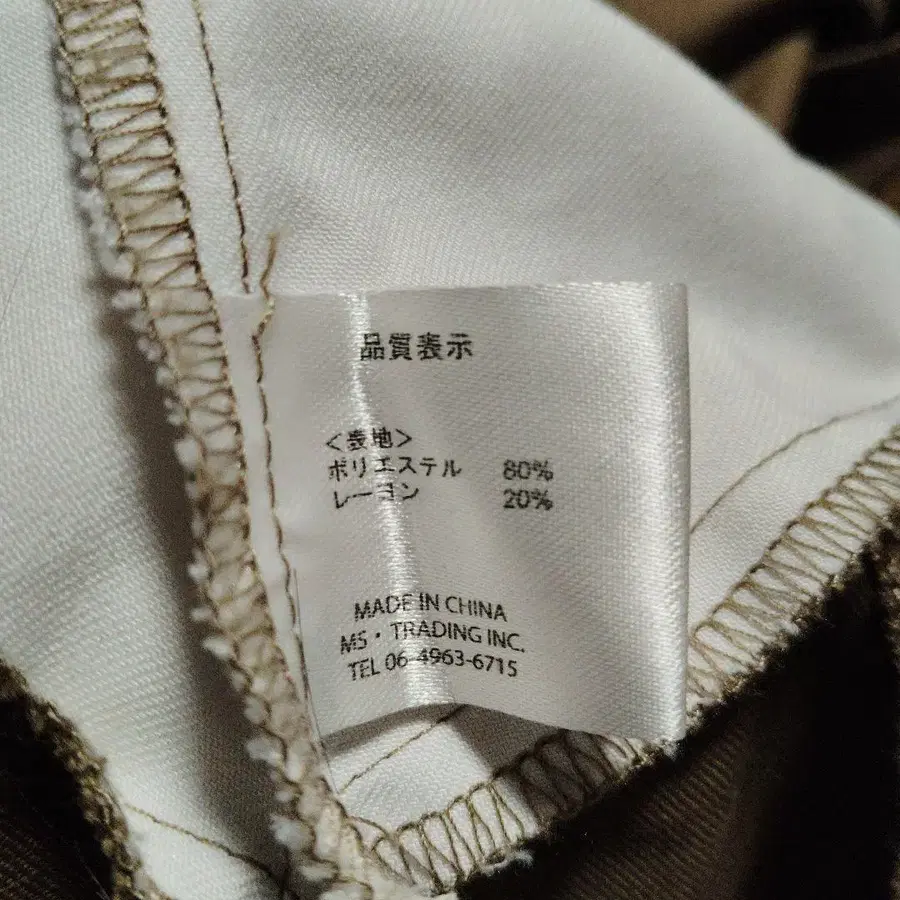 品質表示
<表地>
ポリエステル 80%
レーヨン 20%
MADE IN CHINA
MS・TRADING INC.
TEL 06-4963-6715